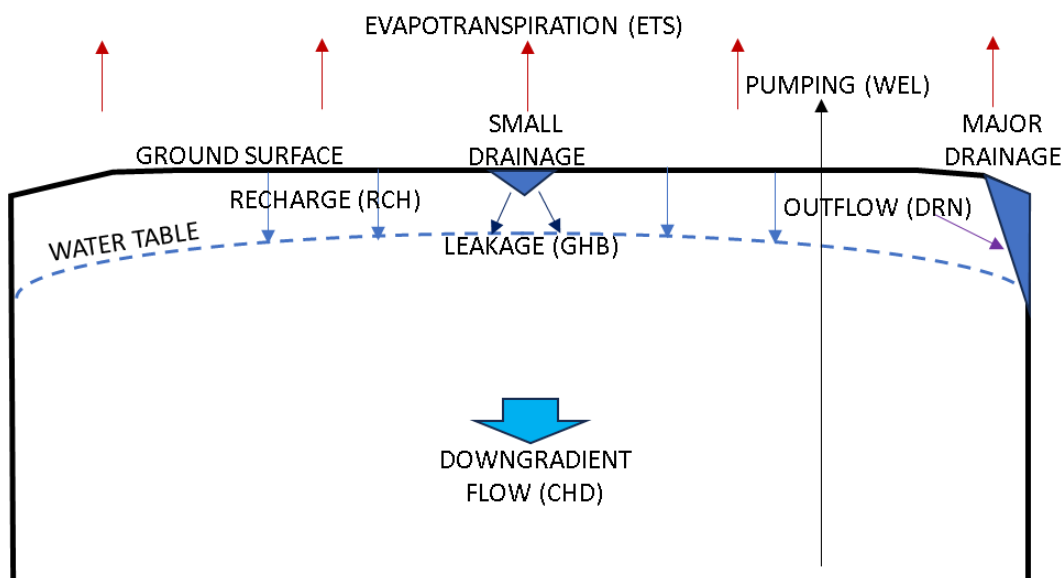 EVAPOTRANSPIRATION (ETS)
PUMPING (WEL)
SMALL
DRAINAGE
MAJOR
DRAINAGE
GROUND SURFACE
RECHARGE (RCH)
OUTFLOW (DRN)
WATER TABLE
LEAKAGE (GHB)
DOWNGRADIENT
FLOW (CHD)